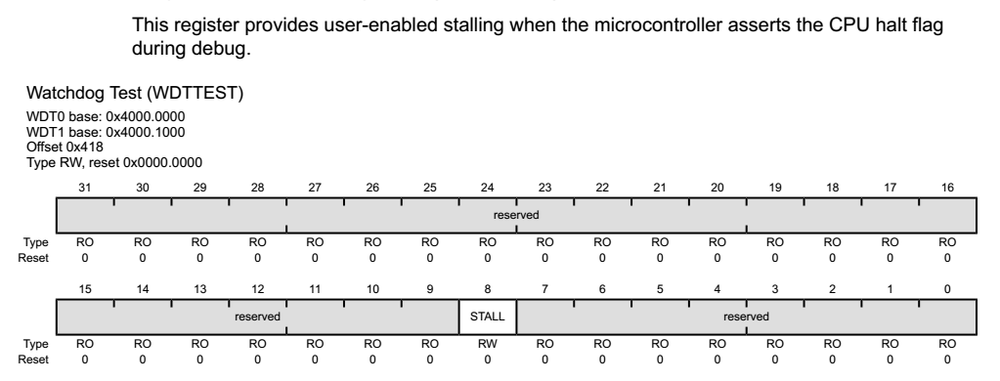 This register provides user-enabled stalling when the microcontroller asserts the CPU halt flag
during debug.
Watchdog Test (WDTTEST)
WDT0 base: 0x4000.0000
WDT1 base: 0x4000.1000
Offset 0x418
Type RW, reset 0x0000.0000
31 30 29 28 27 26 25 24 23 22 21 20 19 18 17 16
reserved
Type RO RO RO RO RO RO RO RO RO RO RO RO RO RO RO RO
Reset 0 0 0 0 0 0 0 0 0 0 0 0 0 0 0 0
15 14 13 12 11 10 9 8 7 6 5 4 3 2 1 0
reserved STALL reserved
Type RO RO RO RO RO RO RO RW RO RO RO RO RO RO RO RO
Reset 0 0 0 0 0 0 0 0 0 0 0 0 0 0 0 0